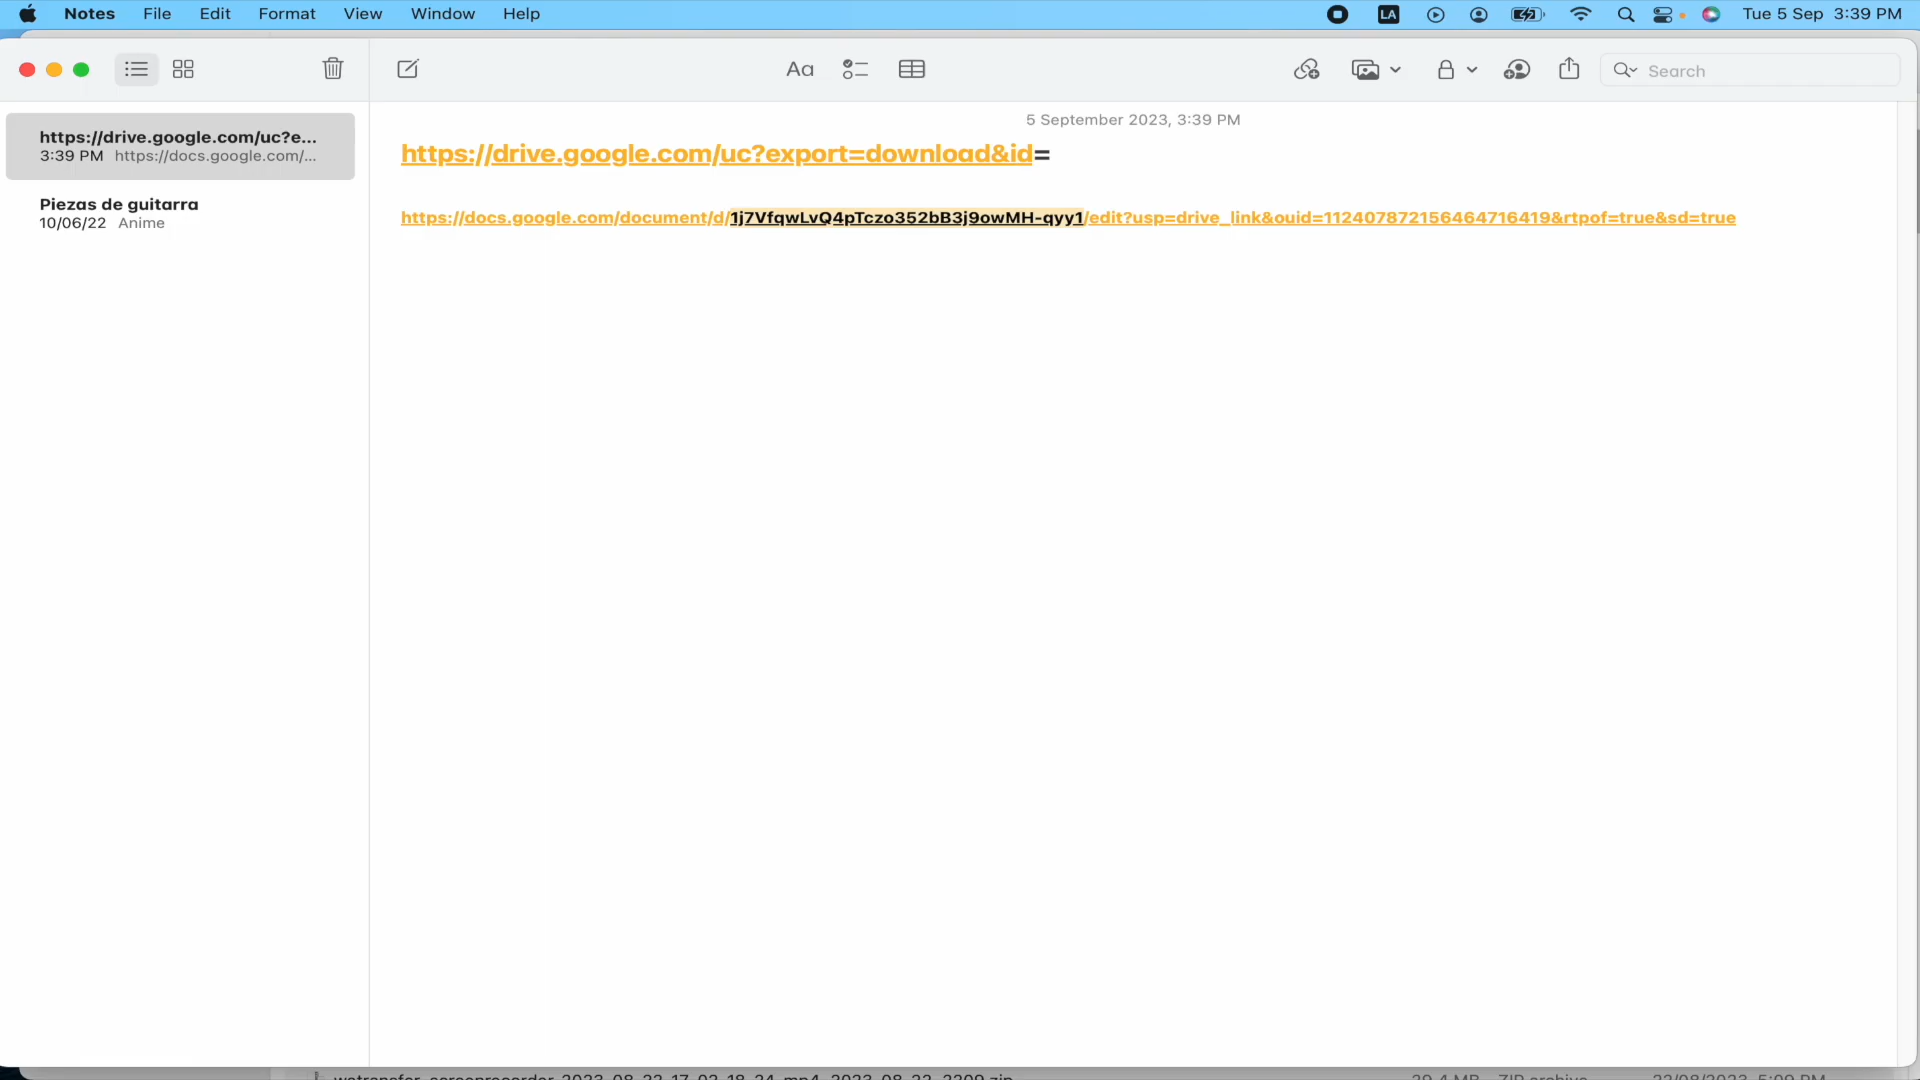 Notes File Edit Format View Window Help LA Tue 5 Sep 3:39 PM
Aa Search
5 September 2023, 3:39 PM
https://drive.google.com/uc?e...
3:39 PM https://docs.google.com/...
Piezas de guitarra
10/06/22 Anime
https://drive.google.com/uc?export=download&id=
https://docs.google.com/document/d/1j7VfqwLvQ4pTczo352bB3j9owMH-qyy1/edit?usp=drive_link&ouid=112407872156464716419&rtpof=true&sd=true